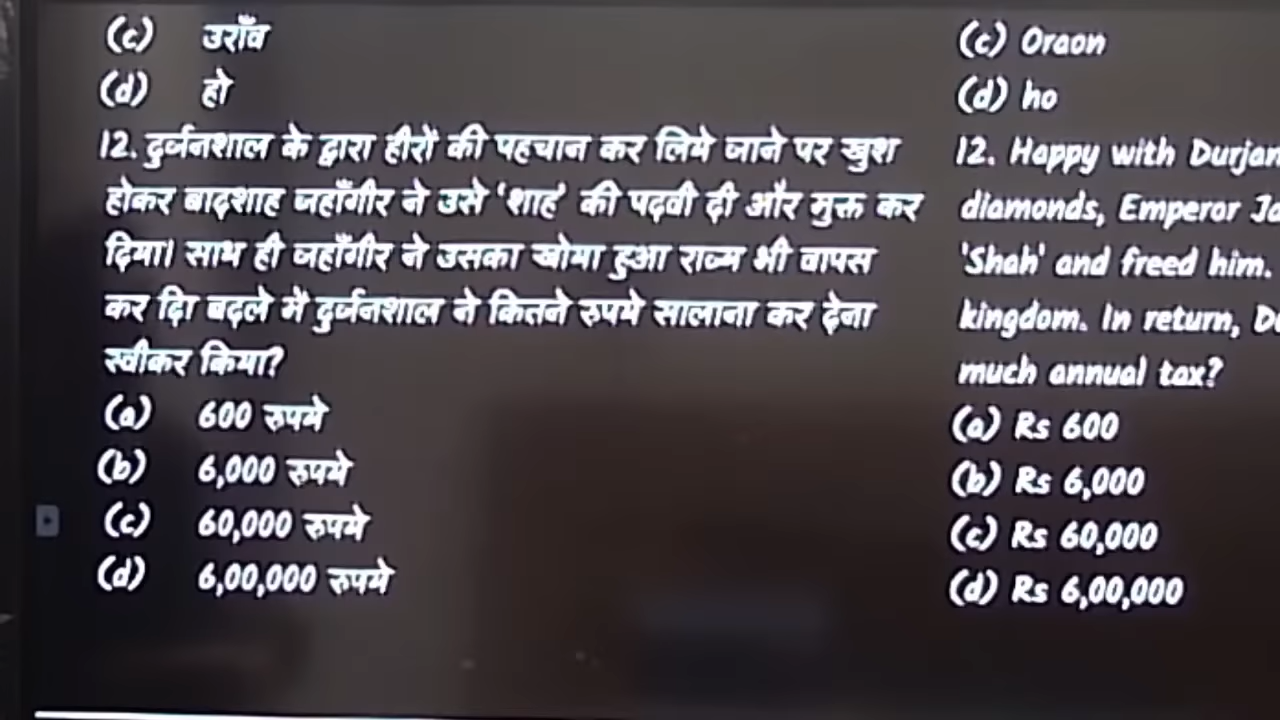 (c) उराँव
(d) हो
12. दुर्जनशाल के द्वारा हीरों की पहचान कर लिये जाने पर खुश
होकर बादशाह जहाँगीर ने उसे 'शाह' की पदवी दी और मुक्त कर
दिया। साथ ही जहाँगीर ने उसका खोया हुआ राज्य भी वापस
कर दिा बदले मै दुर्जनशाल ने कितने रुपये सालाना कर देना
स्वीकर किया?
(a) 600 रुपये
(b) 6,000 रुपये
(c) 60,000 रुपये
(d) 6,00,000 रुपये
(c) Oraon
(d) ho
12. Happy with Durjan
diamonds, Emperor Ja
'Shah' and freed him.
kingdom. In return, Du
much annual tax?
(a) Rs 600
(b) Rs 6,000
(c) Rs 60,000
(d) Rs 6,00,000